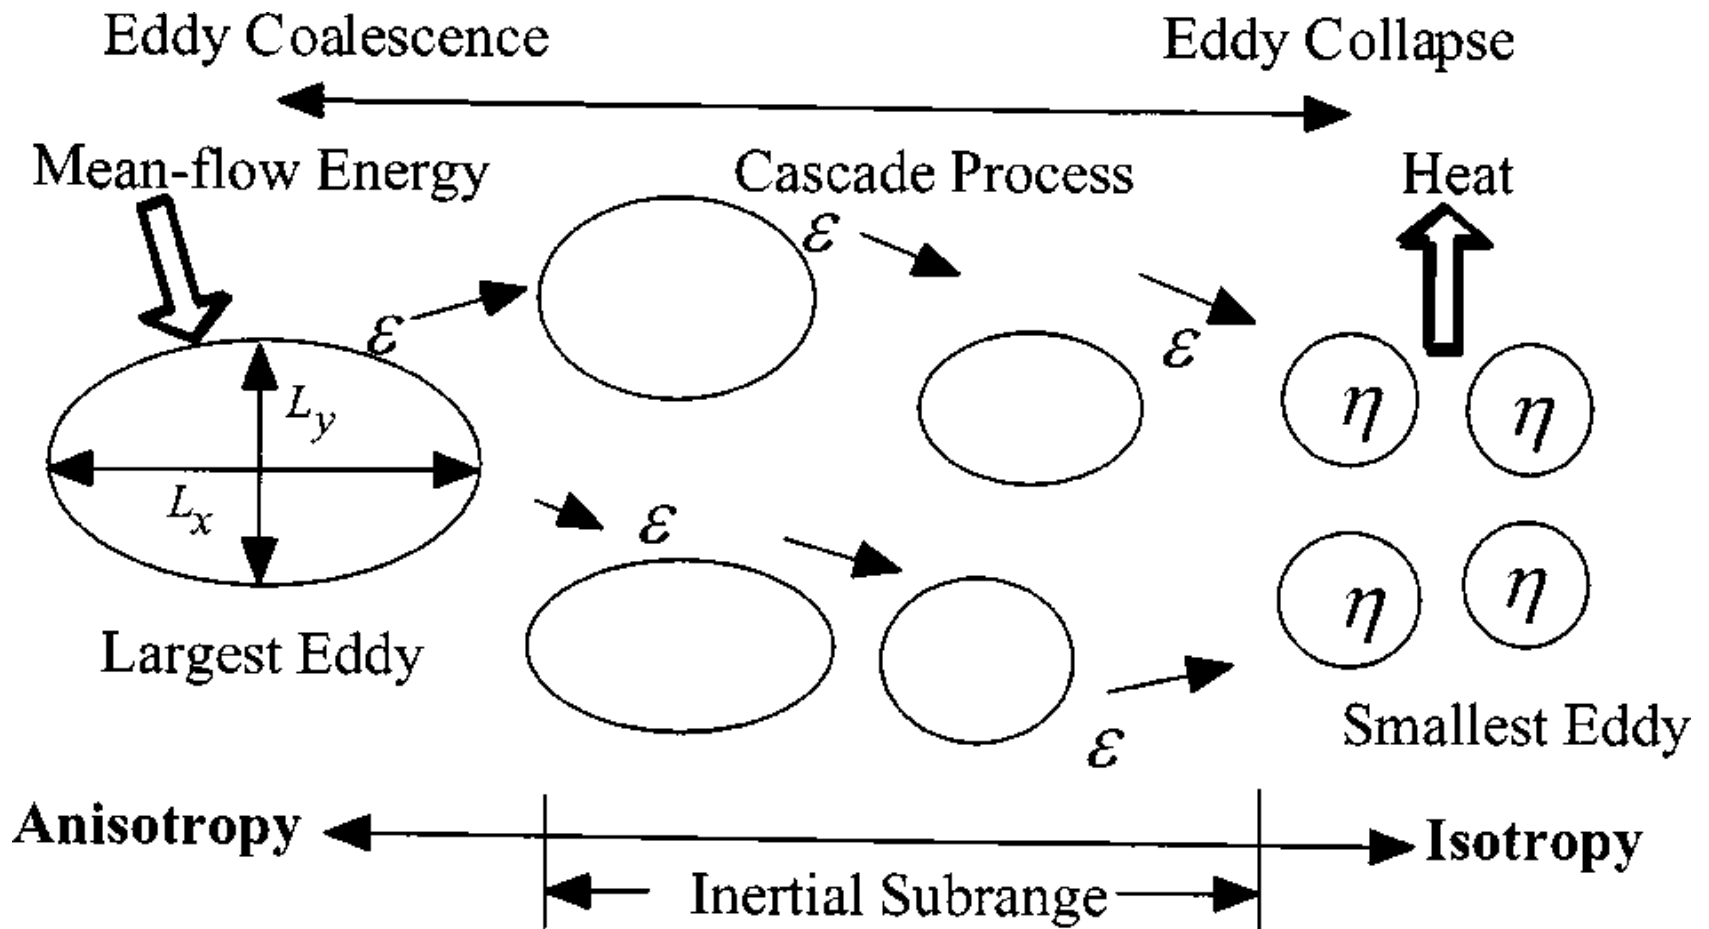 Eddy Coalescence
Eddy Collapse
Mean-flow Energy
Cascade Process
Heat
ε
ε
ε
L_y
η
η
L_x
ε
η
η
Largest Eddy
Smallest Eddy
ε
Anisotropy
Isotropy
Inertial Subrange